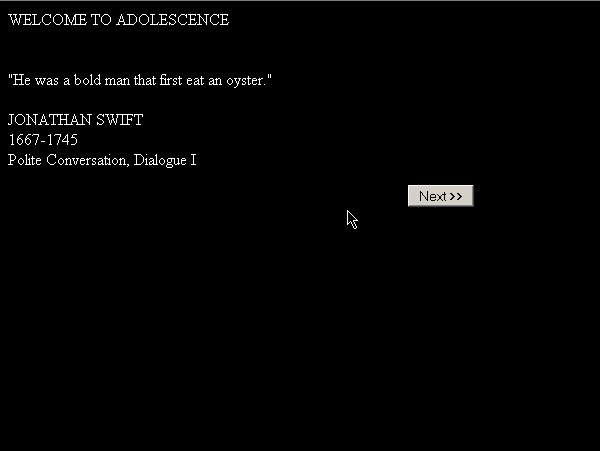 WELCOME TO ADOLESCENCE
"He was a bold man that first eat an oyster."
JONATHAN SWIFT
1667-1745
Polite Conversation, Dialogue I
Next >>